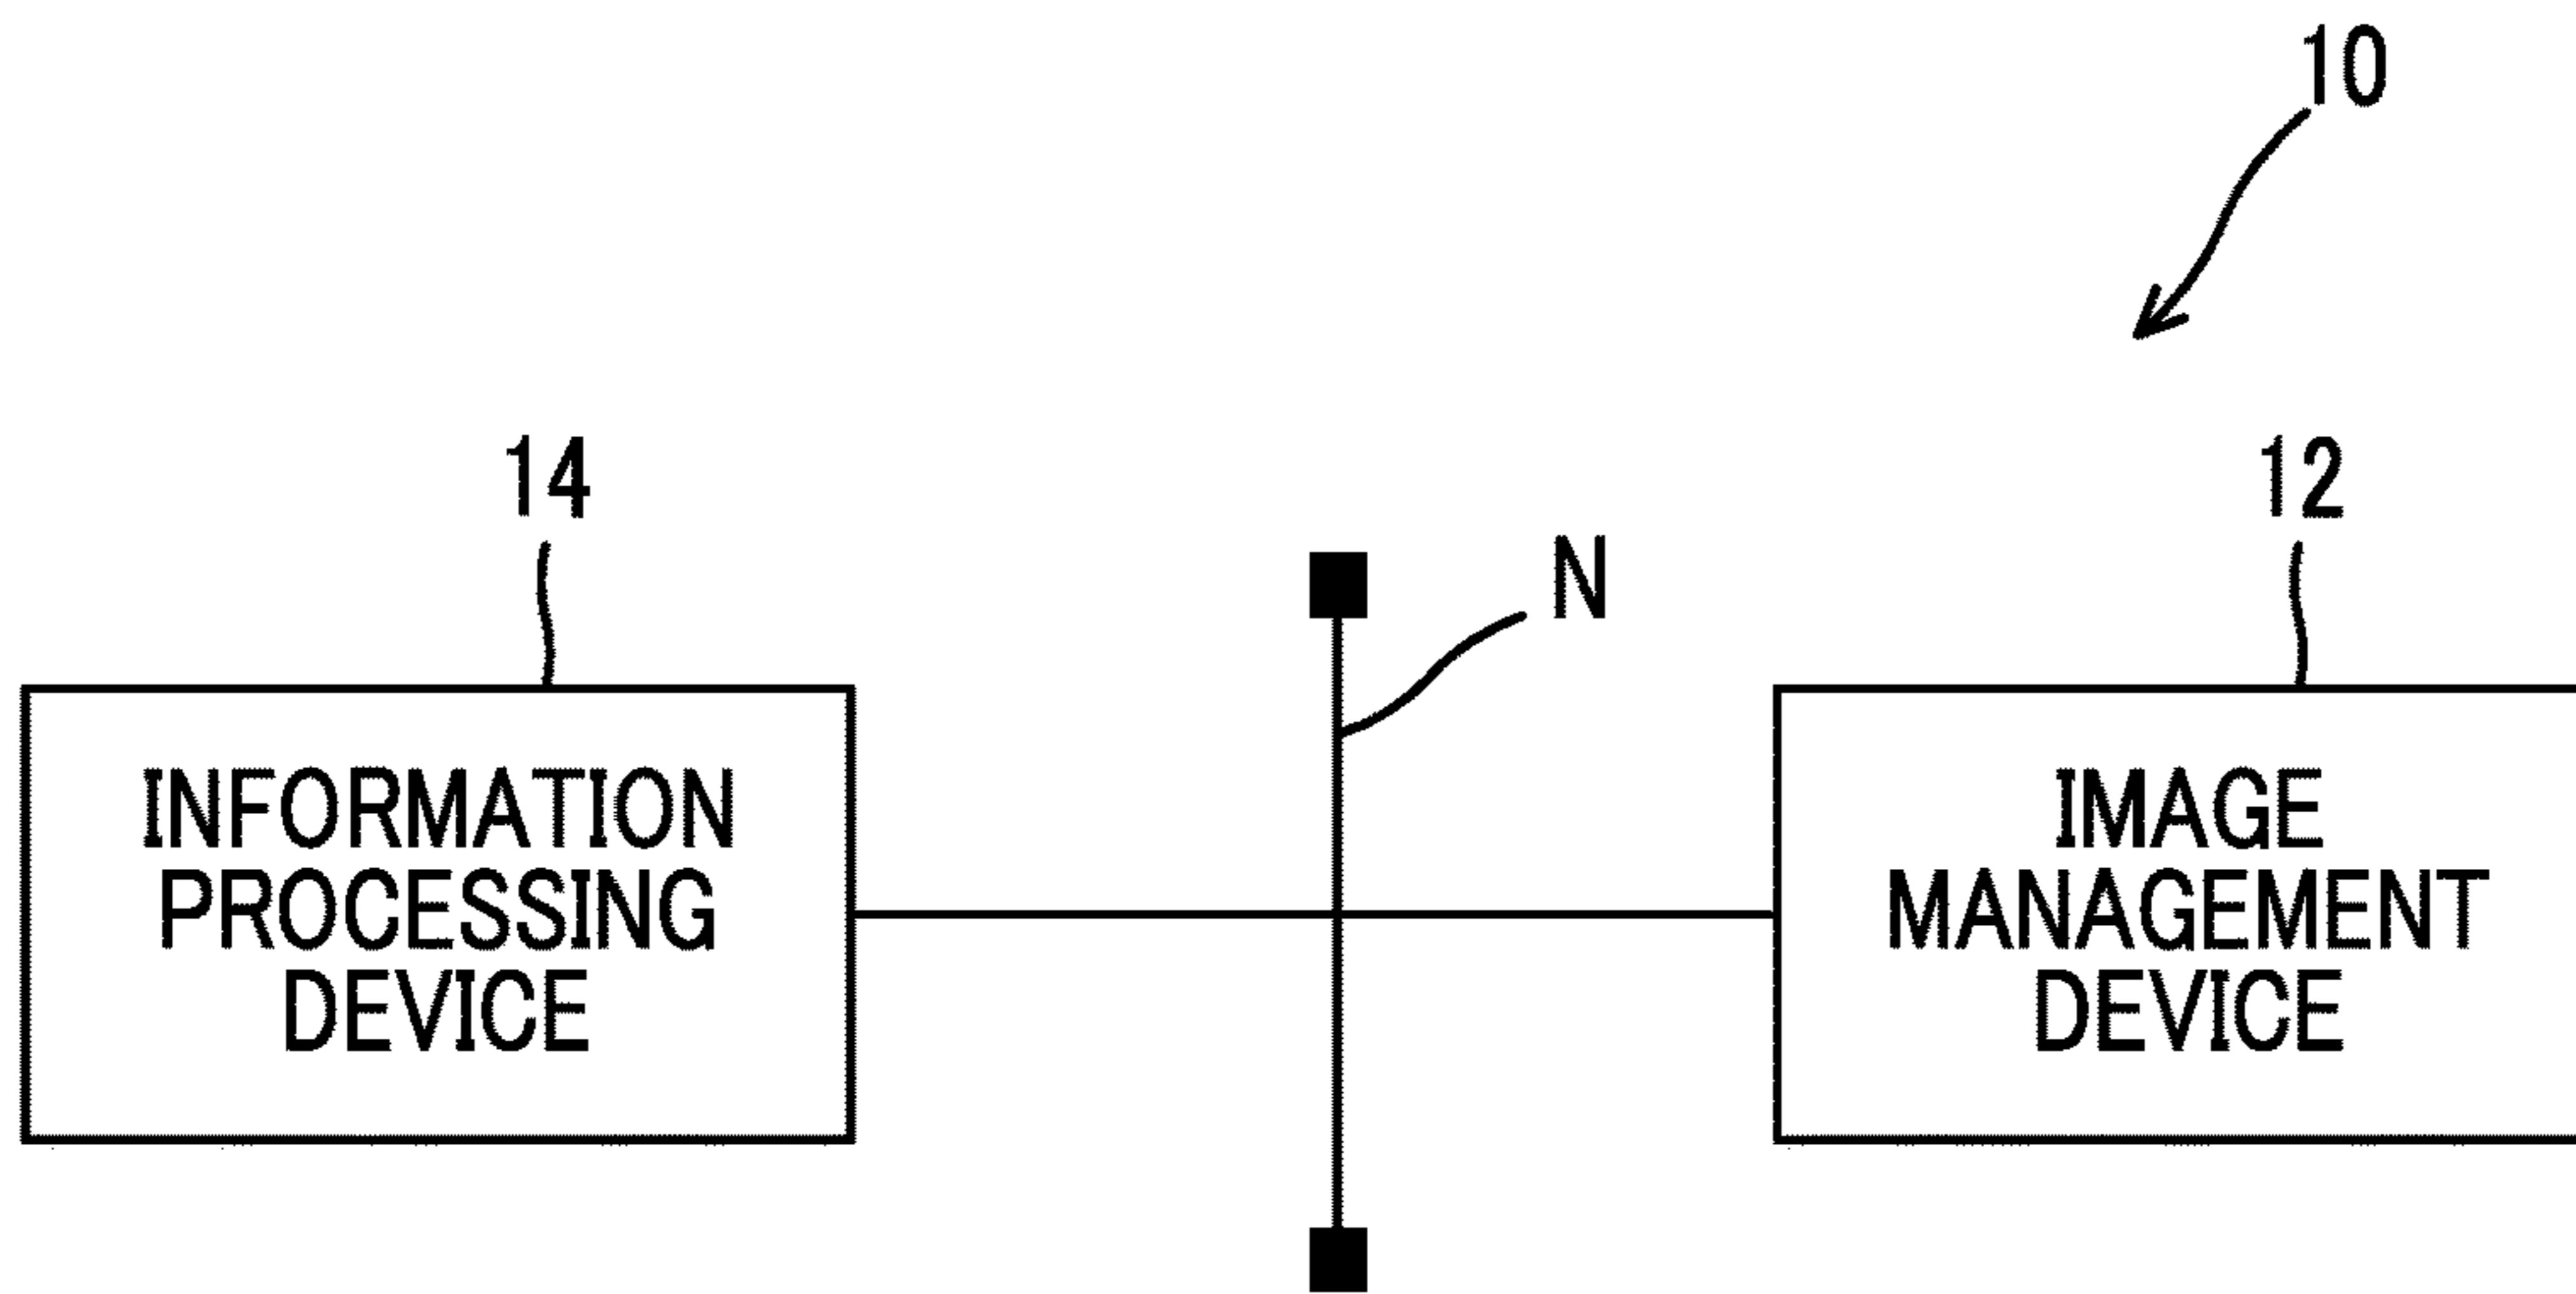 10
14
12
N
INFORMATION
PROCESSING
DEVICE
IMAGE
MANAGEMENT
DEVICE